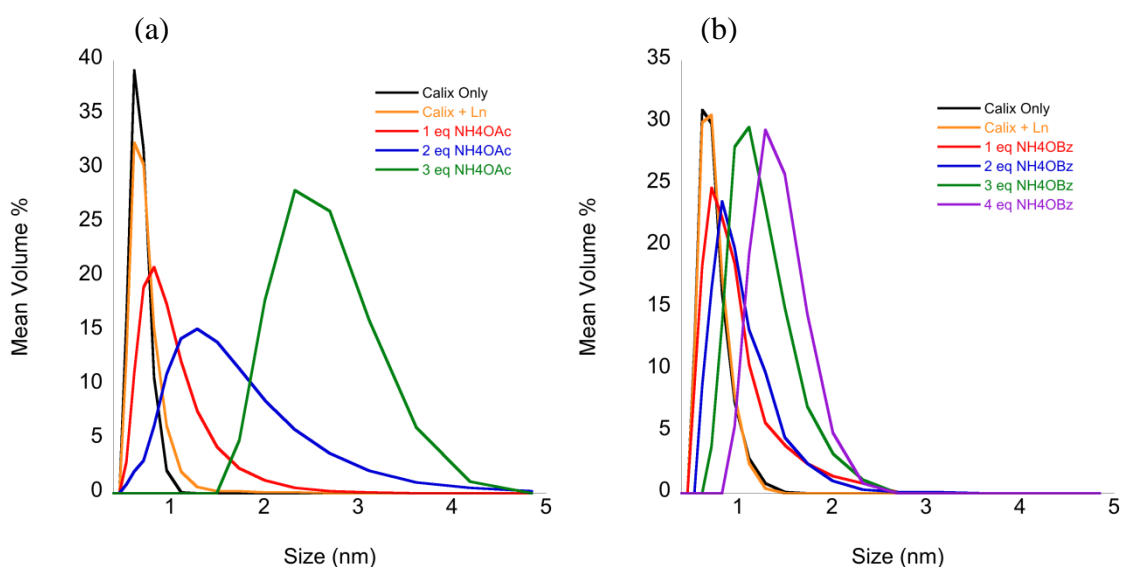 (a)
40
35
30
25
20
15
10
5
0
Mean Volume %
1
2
3
4
5
Size (nm)
Calix Only
Calix + Ln
1 eq NH4OAc
2 eq NH4OAc
3 eq NH4OAc
(b)
35
30
25
20
15
10
5
0
Mean Volume %
1
2
3
4
5
Size (nm)
Calix Only
Calix + Ln
1 eq NH4OBz
2 eq NH4OBz
3 eq NH4OBz
4 eq NH4OBz